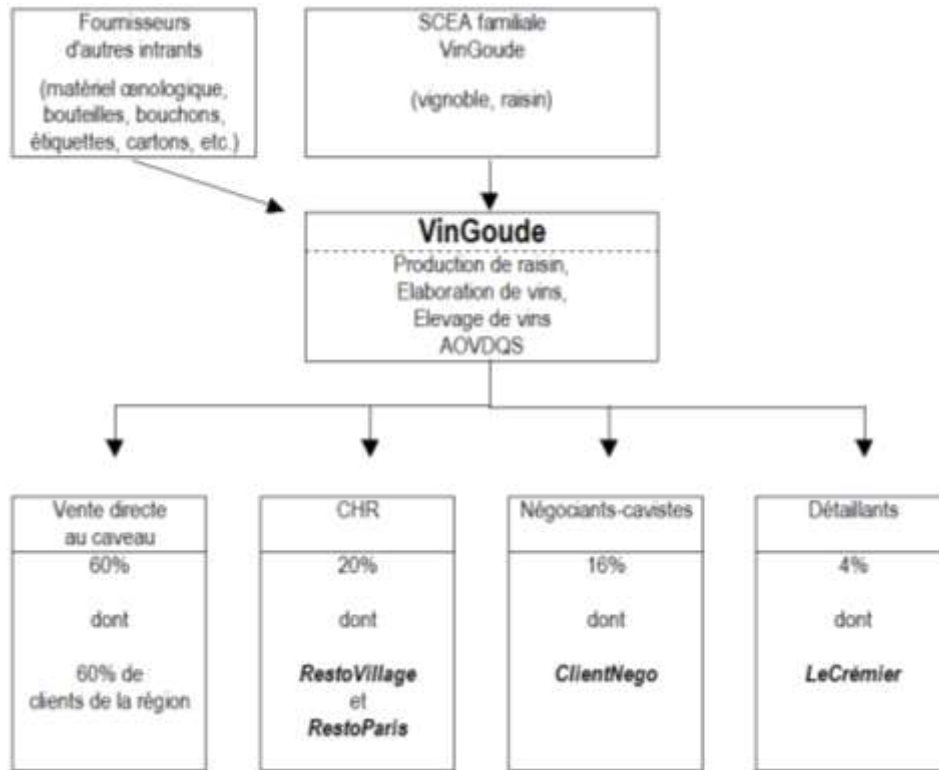 Fournisseurs
d'autres intrants
(matériel œnologique,
bouteilles, bouchons,
étiquettes, cartons, etc.)
SCEA familiale
VinGoude
(vignoble, raisin)
VinGoude
Production de raisin,
Elaboration de vins,
Elevage de vins
AOVDQS
Vente directe
au caveau
60%
dont
60% de
clients de la région
CHR
20%
dont
RestoVillage
et
RestoParis
Négociants-cavistes
16%
dont
ClientNego
Détaillants
4%
dont
LeCrémier